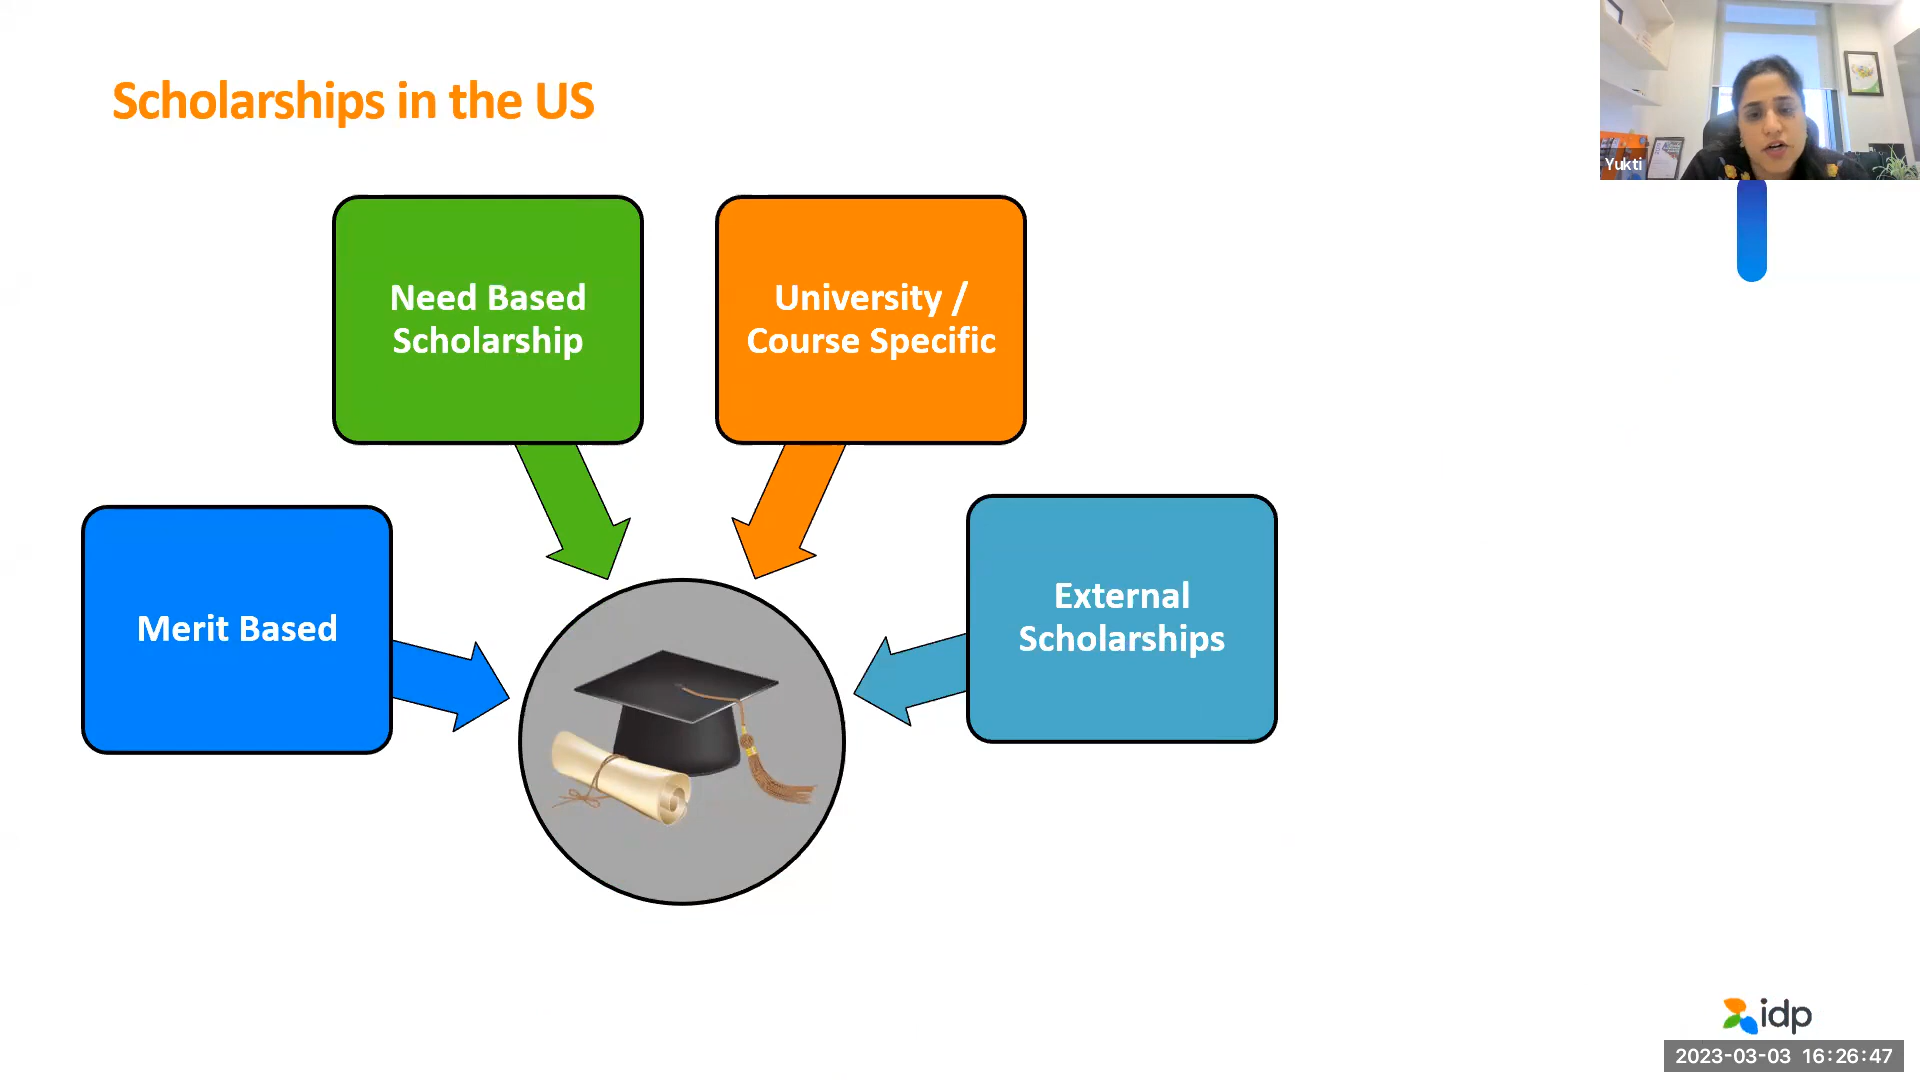 Scholarships in the US
Yukti
Need Based
Scholarship
University /
Course Specific
Merit Based
External
Scholarships
idp
2023-03-03 16:26:47